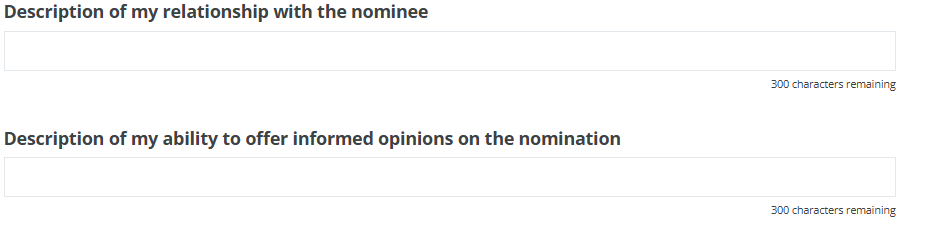 Description of my relationship with the nominee
300 characters remaining
Description of my ability to offer informed opinions on the nomination
300 characters remaining